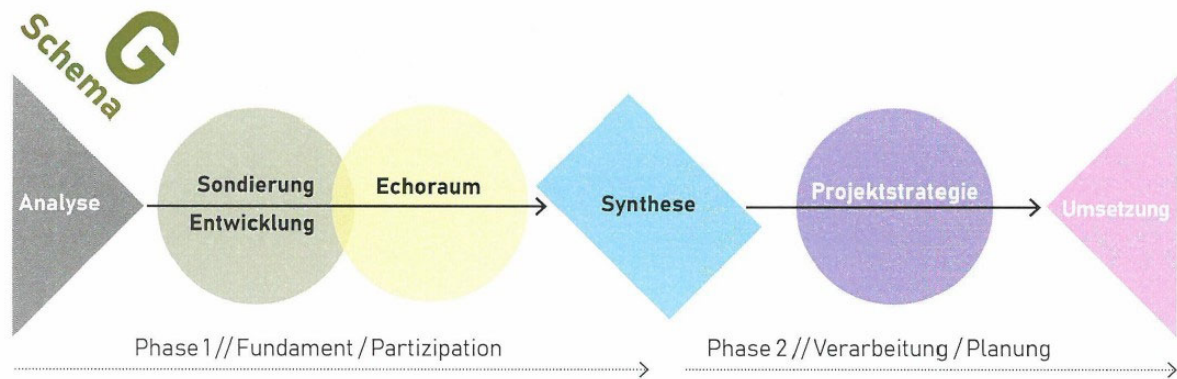 Schema
G
Analyse
Sondierung
Entwicklung
Echoraum
Synthese
Projektstrategie
Umsetzung
Phase 1 // Fundament / Partizipation
Phase 2 // Verarbeitung / Planung